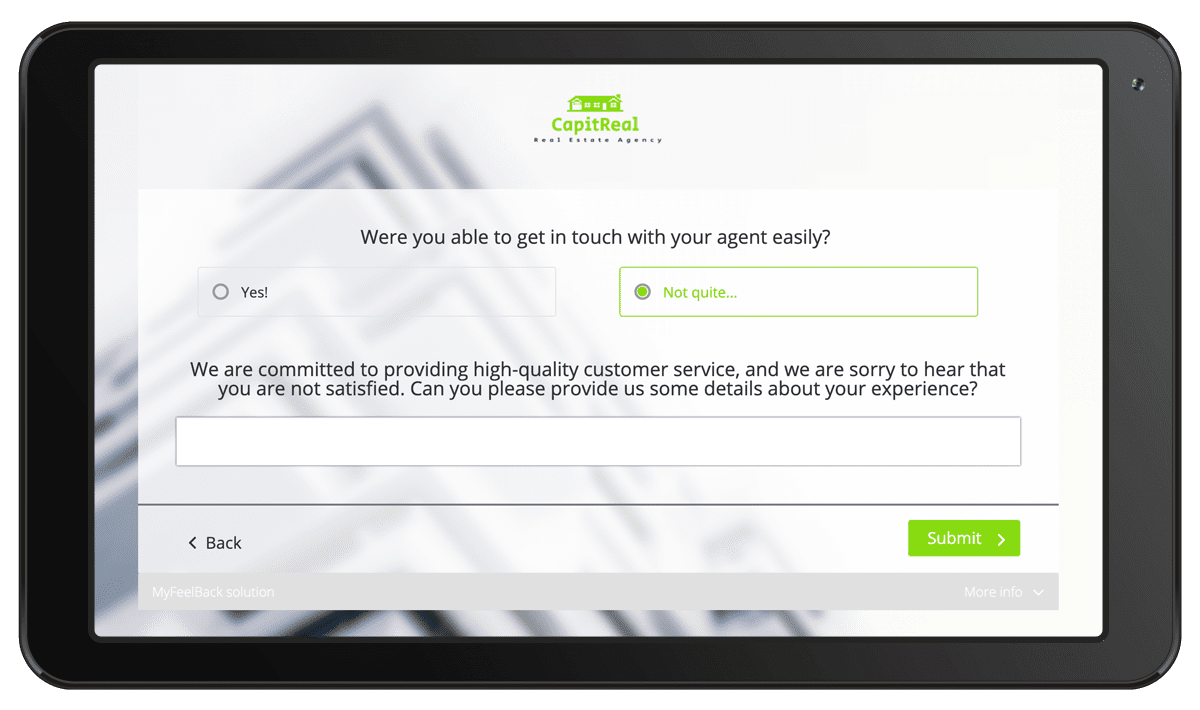 CapitReal
Real Estate Agency
Were you able to get in touch with your agent easily?
Yes!
Not quite...
We are committed to providing high-quality customer service, and we are sorry to hear that
you are not satisfied. Can you please provide us some details about your experience?
Back
Submit
MyFeelBack solution
More info